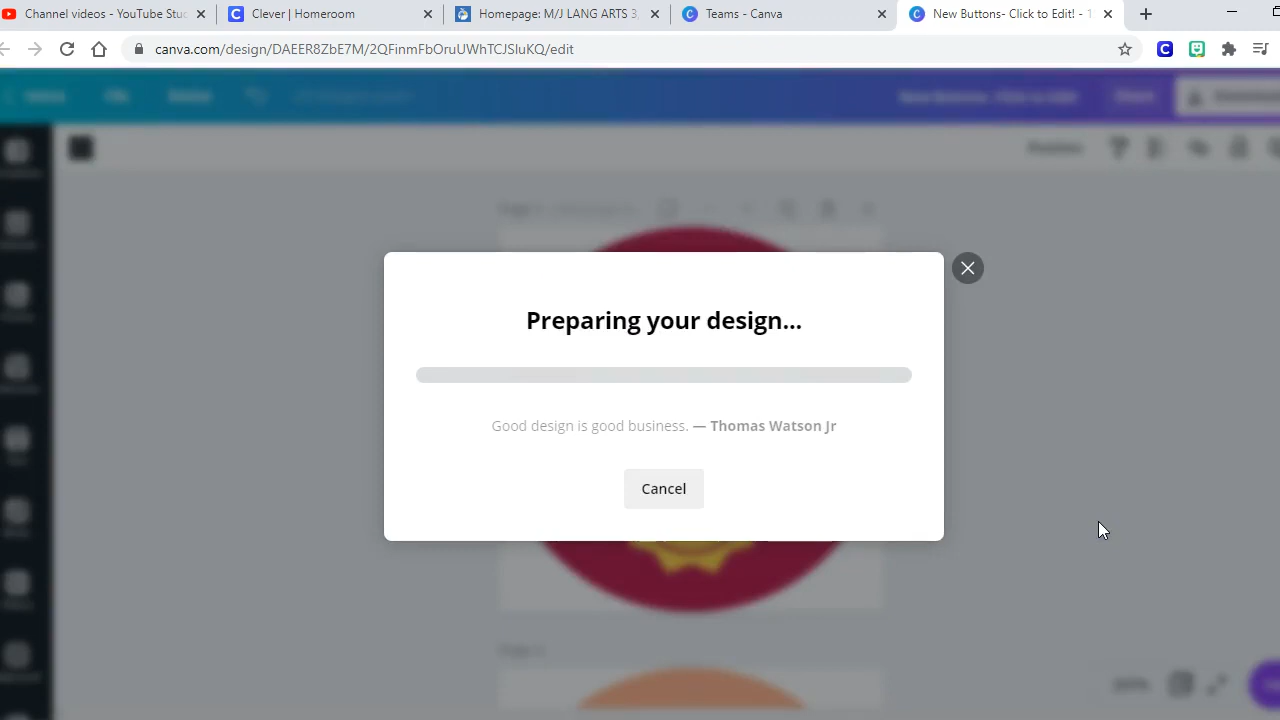 Channel videos - YouTube Stu
Clever | Homeroom
Homepage: M/J LANG ARTS 3,
Teams - Canva
New Buttons- Click to Edit! - 1
canva.com/design/DAEER8ZbE7M/2QFinmFbOruUWhTCJSluKQ/edit
Preparing your design...
Good design is good business. — Thomas Watson Jr
Cancel